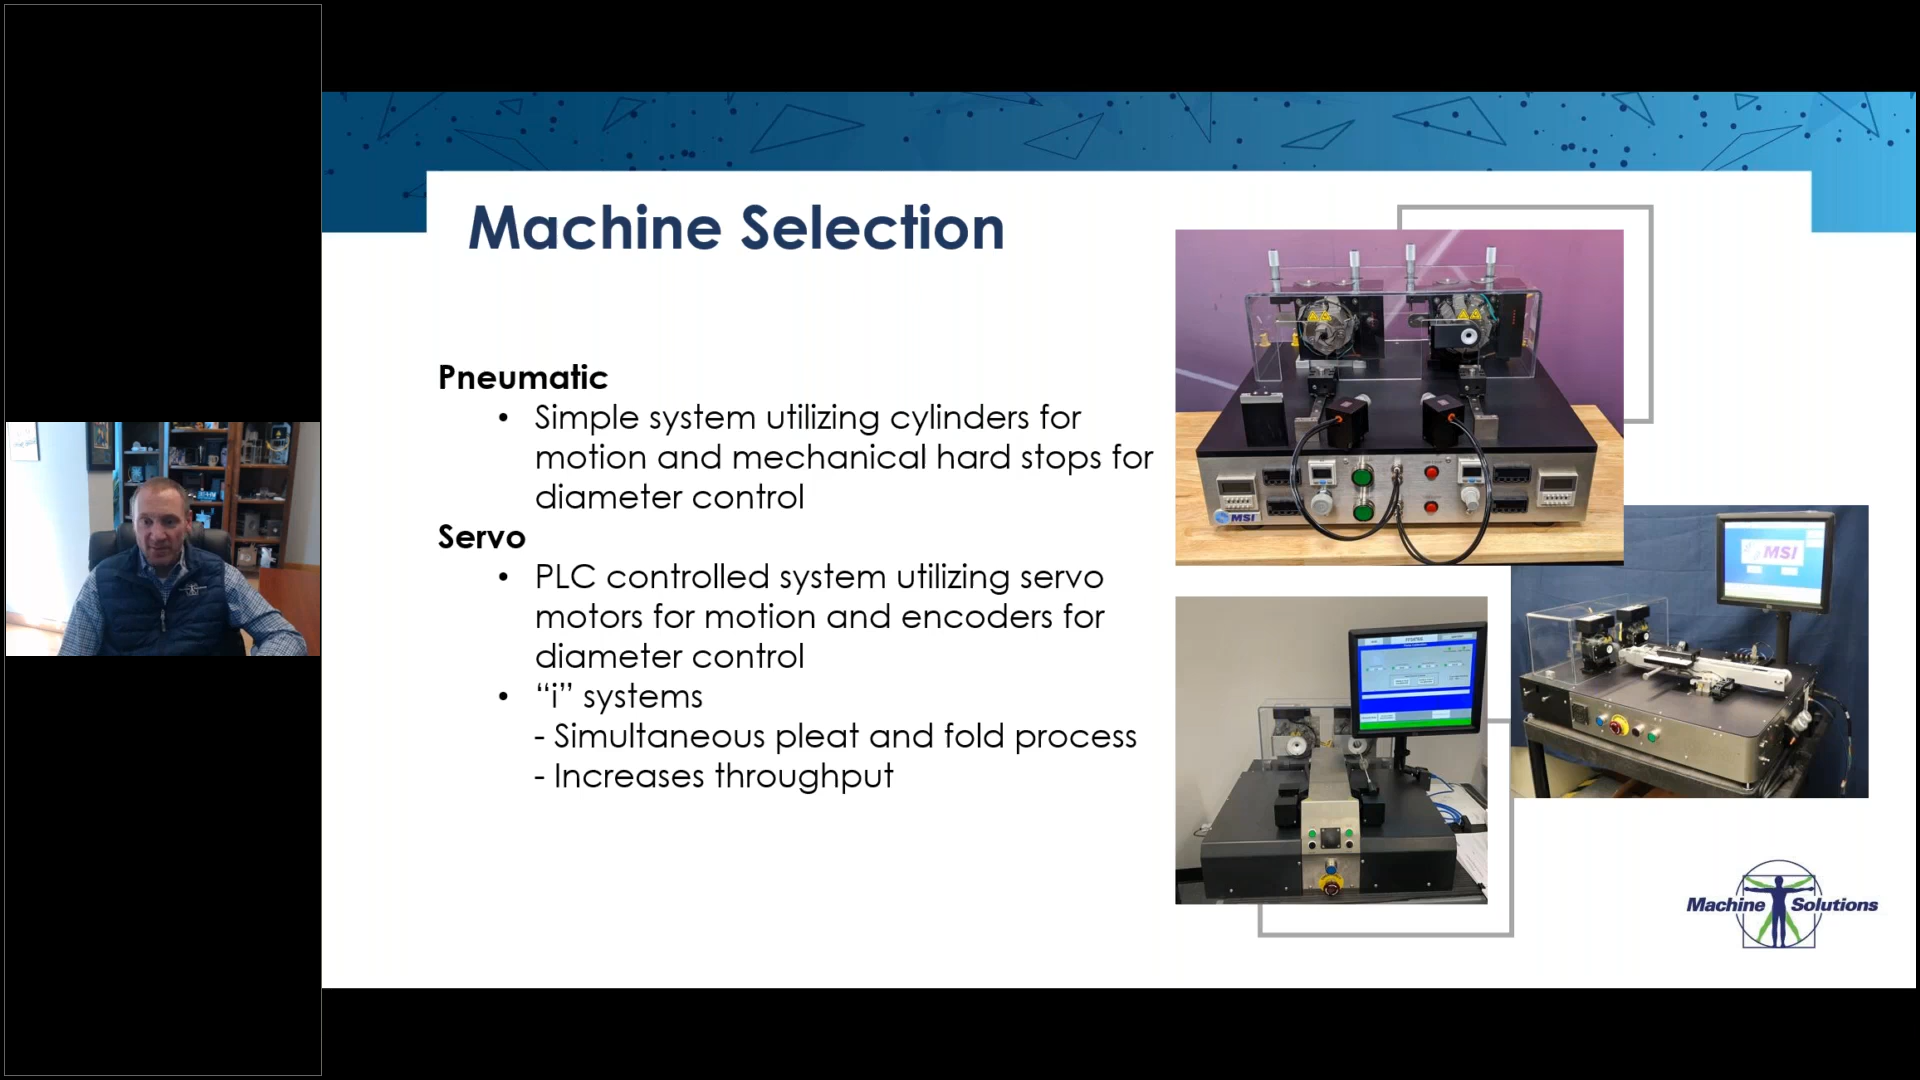 Machine Selection
Pneumatic
• Simple system utilizing cylinders for
motion and mechanical hard stops for
diameter control
Servo
• PLC controlled system utilizing servo
motors for motion and encoders for
diameter control
• “i” systems
- Simultaneous pleat and fold process
- Increases throughput
MSI
MSI
Machine Solutions